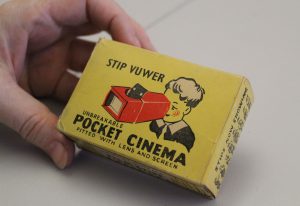 STIP VUWER
UNBREAKABLE
POCKET CINEMA
FITTED WITH LENS AND SCREEN